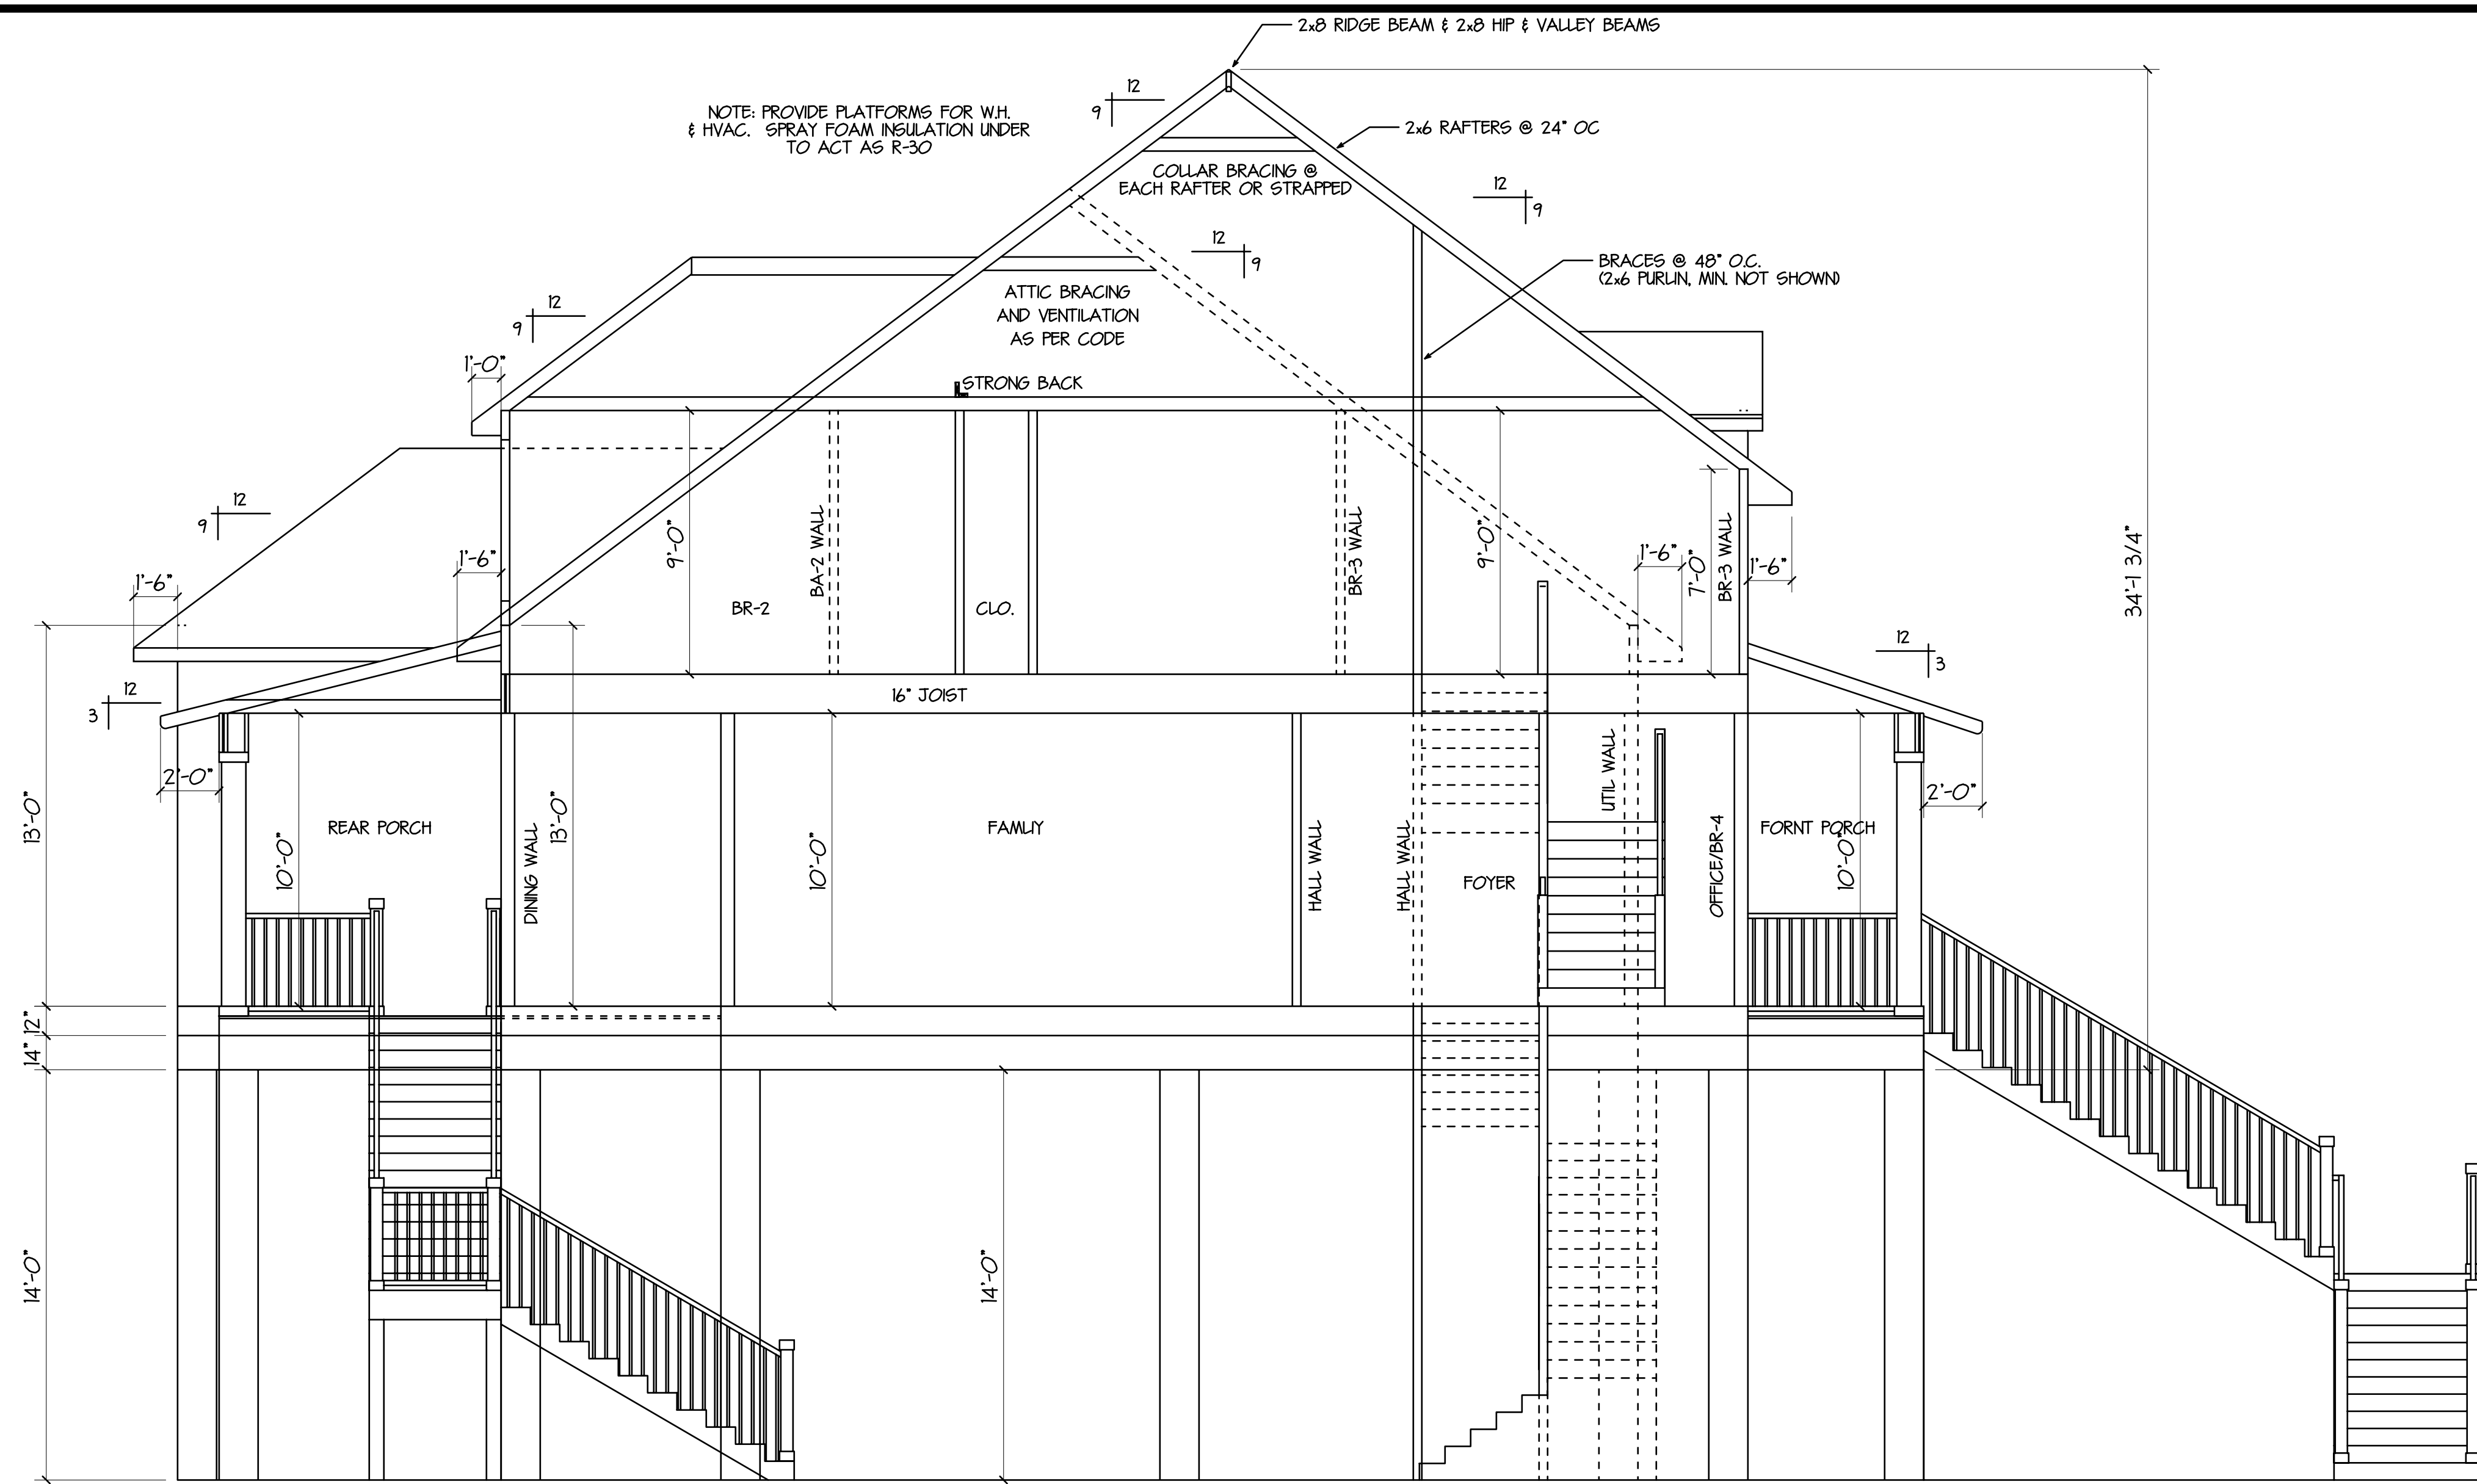 2x8 RIDGE BEAM & 2x8 HIP & VALLEY BEAMS
12
9
NOTE: PROVIDE PLATFORMS FOR W.H.
& HVAC. SPRAY FOAM INSULATION UNDER
TO ACT AS R-30
2x6 RAFTERS @ 24" OC
COLLAR BRACING @
EACH RAFTER OR STRAPPED
12
9
12
9
BRACES @ 48" O.C.
(2x6 PURLIN, MIN. NOT SHOWN)
ATTIC BRACING
AND VENTILATION
AS PER CODE
12
9
1'-0"
STRONG BACK
12
9
9'-0"
BA-2 WALL
BR-3 WALL
9'-0"
1'-6"
7'-0"
BR-3 WALL
1'-6"
34'-1 3/4"
1'-6"
1'-6"
BR-2
CLO.
12
3
12
3
16" JOIST
2'-0"
2'-0"
13'-0"
REAR PORCH
10'-0"
DINING WALL
13'-0"
10'-0"
FAMLIY
HALL WALL
HALL WALL
FOYER
UTIL WALL
OFFICE/BR-4
FORNT PORCH
10'-0"
12"
14"
14'-0"
14'-0"